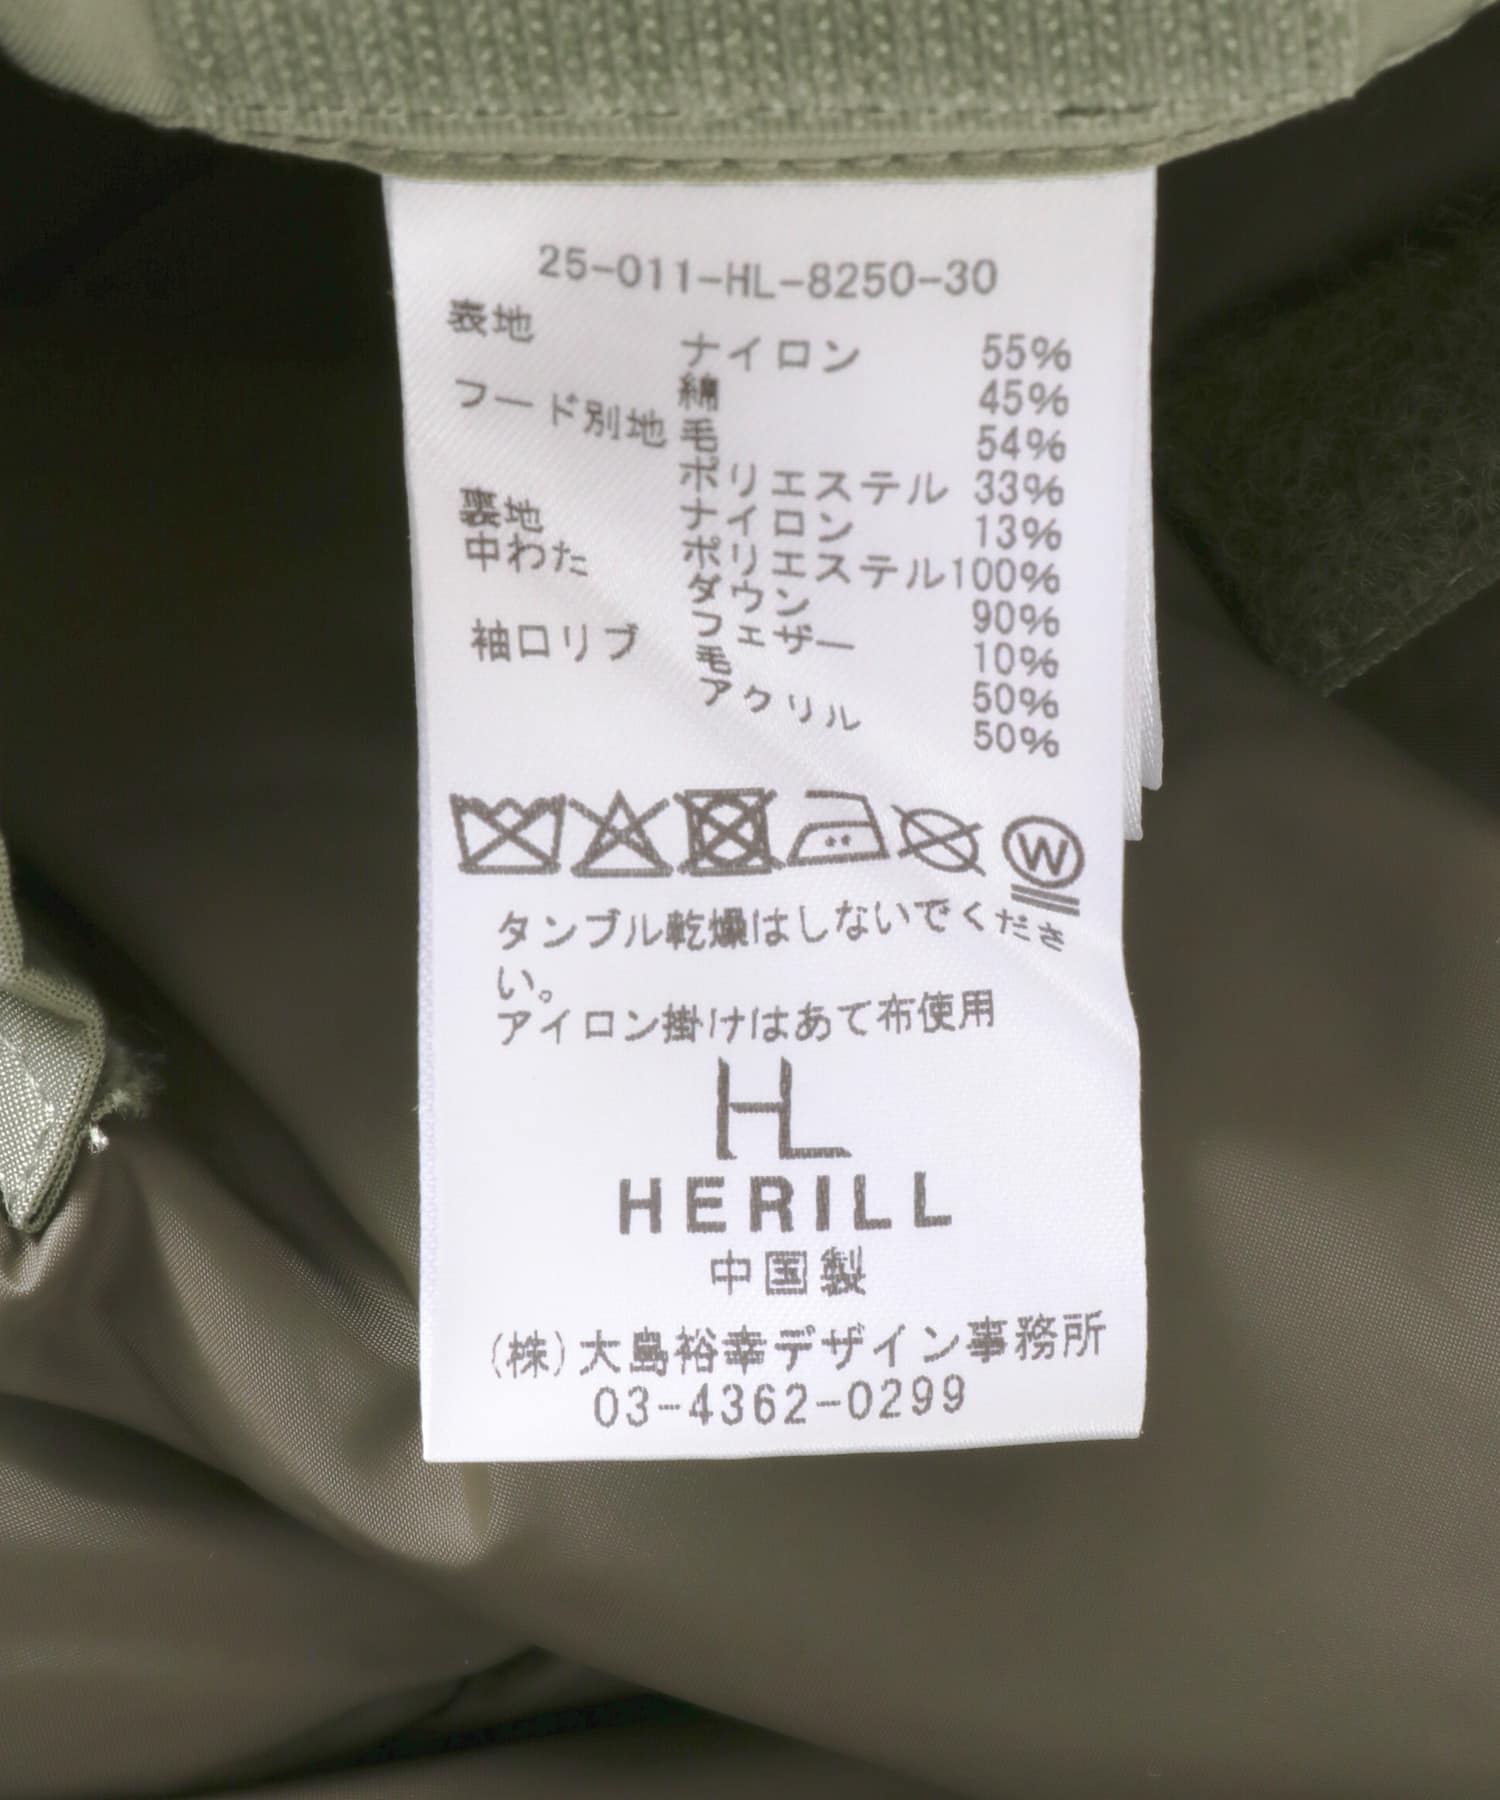 25-011-HL-8250-30
表地 ナイロン 55%
綿 45%
フード別地 毛 54%
ポリエステル 33%
ナイロン 13%
裏地 ポリエステル 100%
中わた ダウン 90%
フェザー 10%
袖口リブ 毛 50%
アクリル 50%
W
タンブル乾燥はしないでくださ
い。
アイロン掛けはあて布使用
HL
HERILL
中国製
(株)大島裕幸デザイン事務所
03-4362-0299